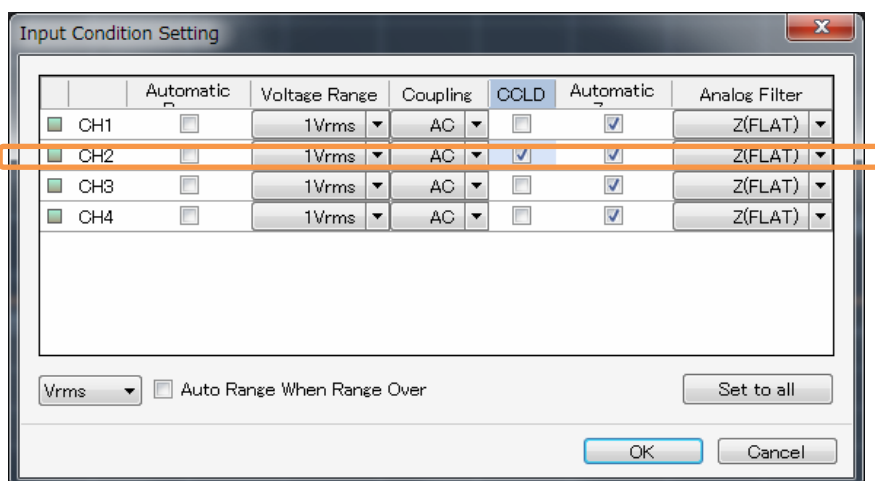 Input Condition Setting
Automatic Voltage Range Coupling CCLD Automatic Analog Filter
CH1 1Vrms AC Z(FLAT)
CH2 1Vrms AC Z(FLAT)
CH3 1Vrms AC Z(FLAT)
CH4 1Vrms AC Z(FLAT)
Vrms Auto Range When Range Over Set to all
OK Cancel